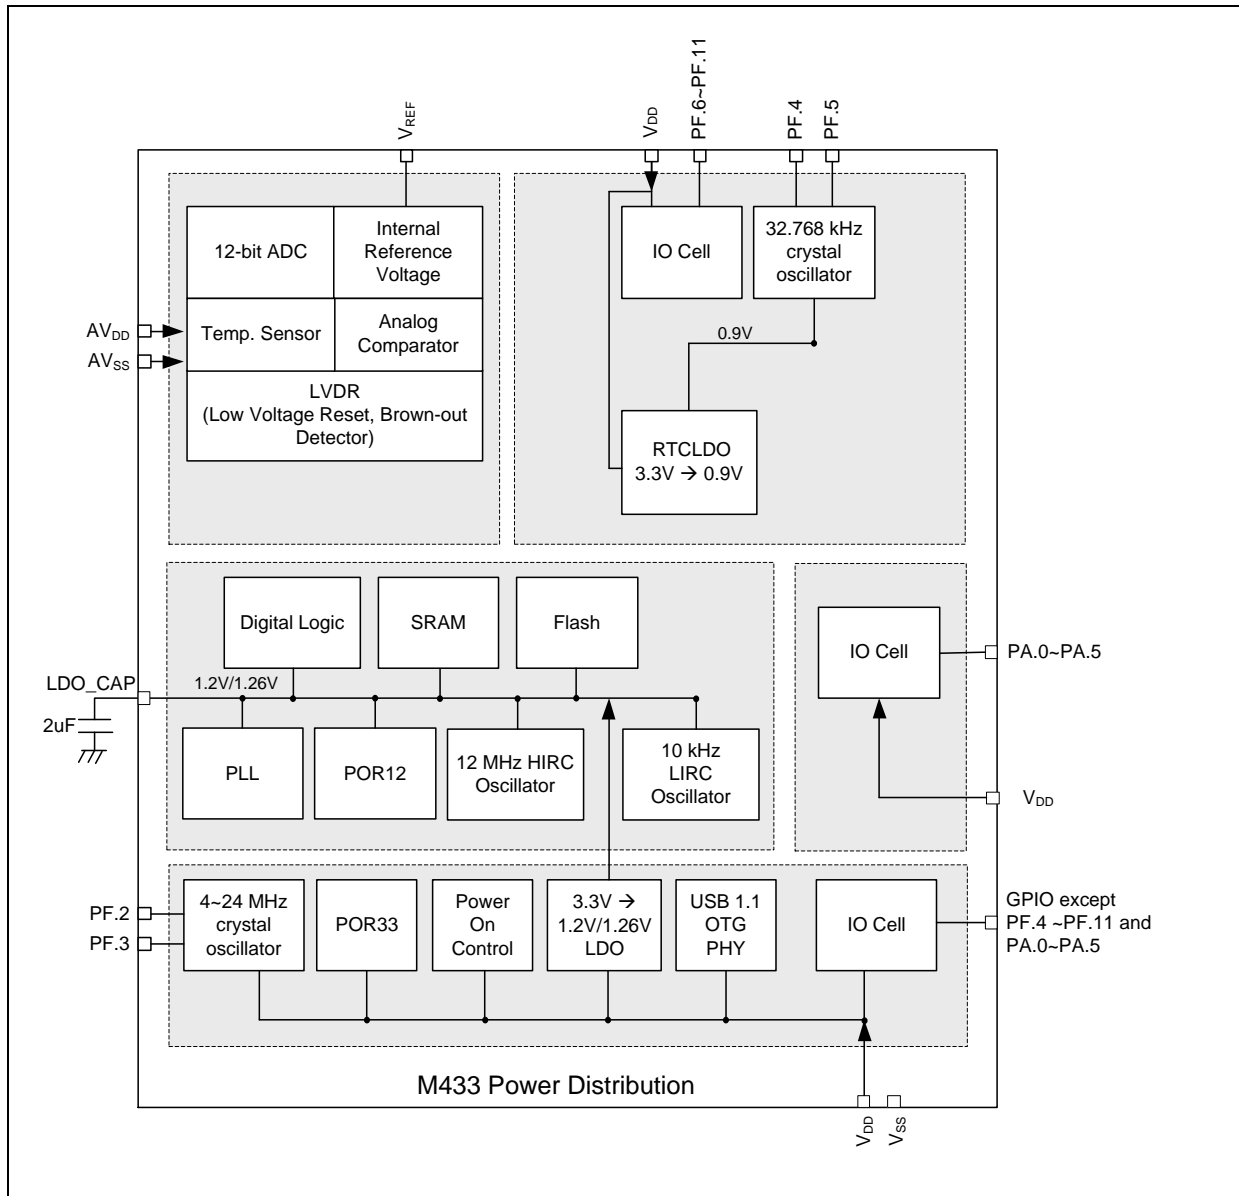 VREF
VDD
PF.6~PF.11
PF.4
PF.5
12-bit ADC
Internal
Reference
Voltage
IO Cell
32.768 kHz
crystal
oscillator
AVDD
AVSS
Temp. Sensor
Analog
Comparator
0.9V
LVDR
(Low Voltage Reset, Brown-out
Detector)
RTCLDO
3.3V → 0.9V
Digital Logic
SRAM
Flash
IO Cell
PA.0~PA.5
LDO_CAP
1.2V/1.26V
2uF
PLL
POR12
12 MHz HIRC
Oscillator
10 kHz
LIRC
Oscillator
VDD
PF.2
PF.3
4~24 MHz
crystal
oscillator
POR33
Power
On
Control
3.3V →
1.2V/1.26V
LDO
USB 1.1
OTG
PHY
IO Cell
GPIO except
PF.4 ~PF.11 and
PA.0~PA.5
M433 Power Distribution
VDD
VSS